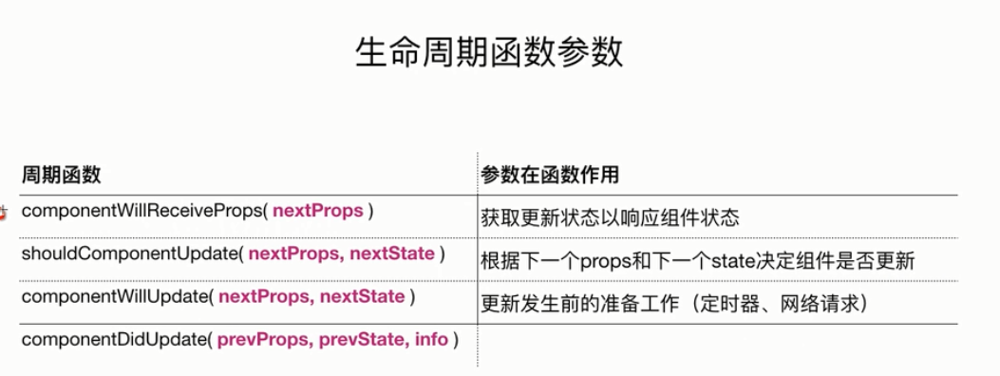 生命周期函数参数
周期函数 参数在函数作用
componentWillReceiveProps( nextProps ) 获取更新状态以响应组件状态
shouldComponentUpdate( nextProps, nextState ) 根据下一个props和下一个state决定组件是否更新
componentWillUpdate( nextProps, nextState ) 更新发生前的准备工作（定时器、网络请求）
componentDidUpdate( prevProps, prevState, info )